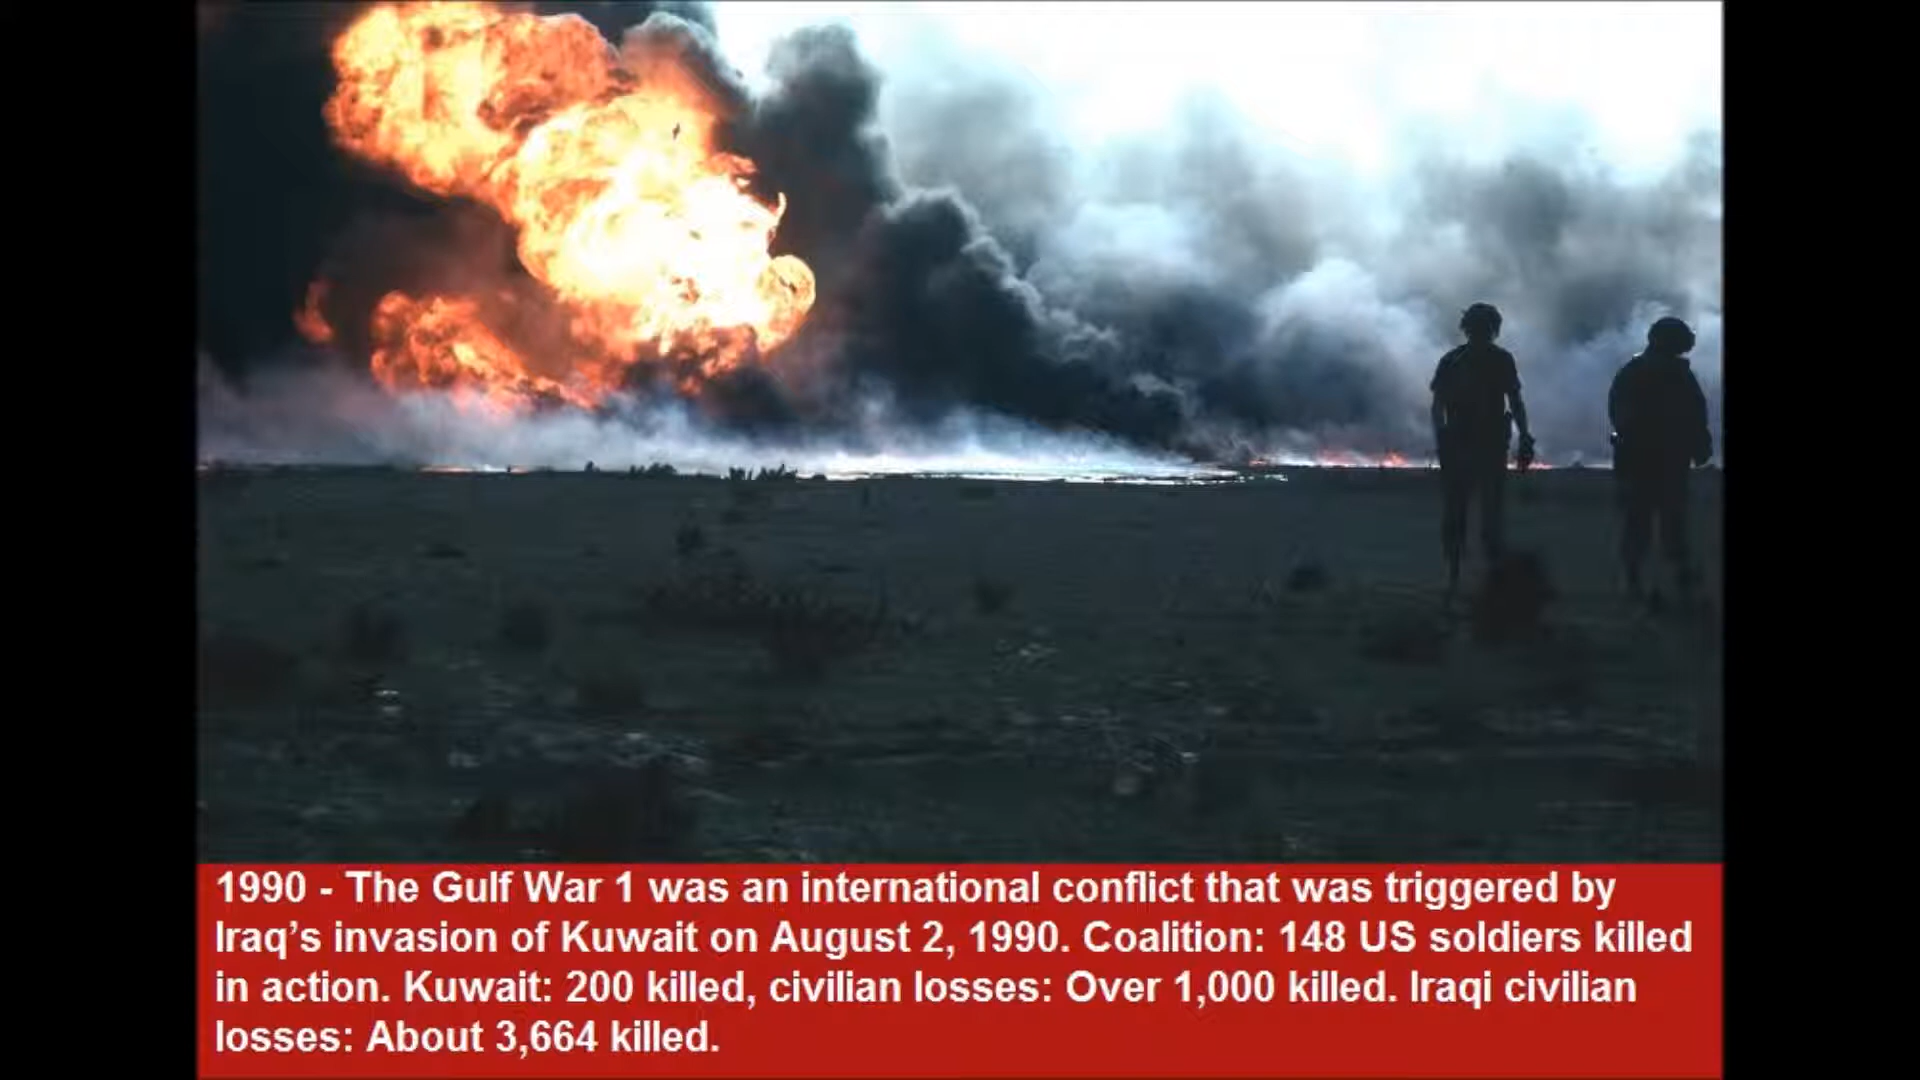 1990 - The Gulf War 1 was an international conflict that was triggered by
Iraq’s invasion of Kuwait on August 2, 1990. Coalition: 148 US soldiers killed
in action. Kuwait: 200 killed, civilian losses: Over 1,000 killed. Iraqi civilian
losses: About 3,664 killed.